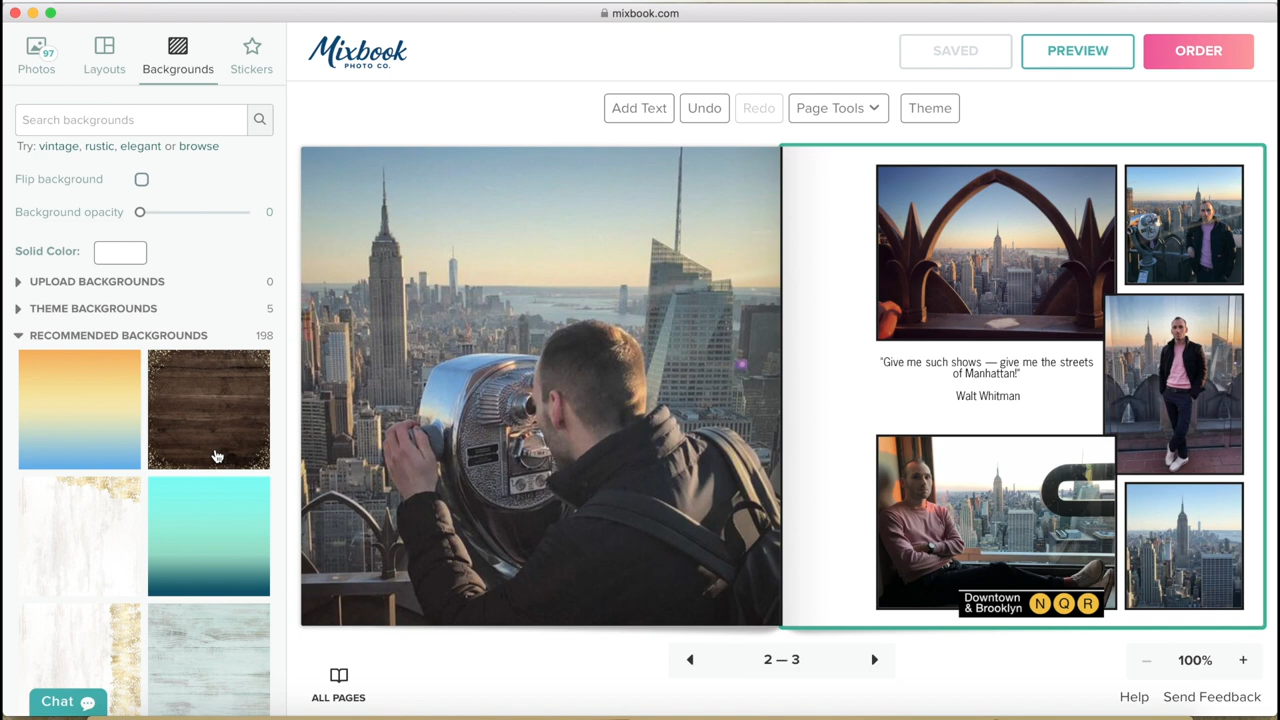 mixbook.com
Photos 97
Layouts
Backgrounds
Stickers
Mixbook
PHOTO CO.
SAVED
PREVIEW
ORDER
Search backgrounds
Add Text
Undo
Redo
Page Tools
Theme
Try: vintage, rustic, elegant or browse
Flip background
Background opacity 0
Solid Color:
UPLOAD BACKGROUNDS 0
THEME BACKGROUNDS 5
RECOMMENDED BACKGROUNDS 198
"Give me such shows — give me the streets
of Manhattan!"
Walt Whitman
Downtown
& Brooklyn
N Q R
2 — 3
100%
ALL PAGES
Help
Send Feedback
Chat